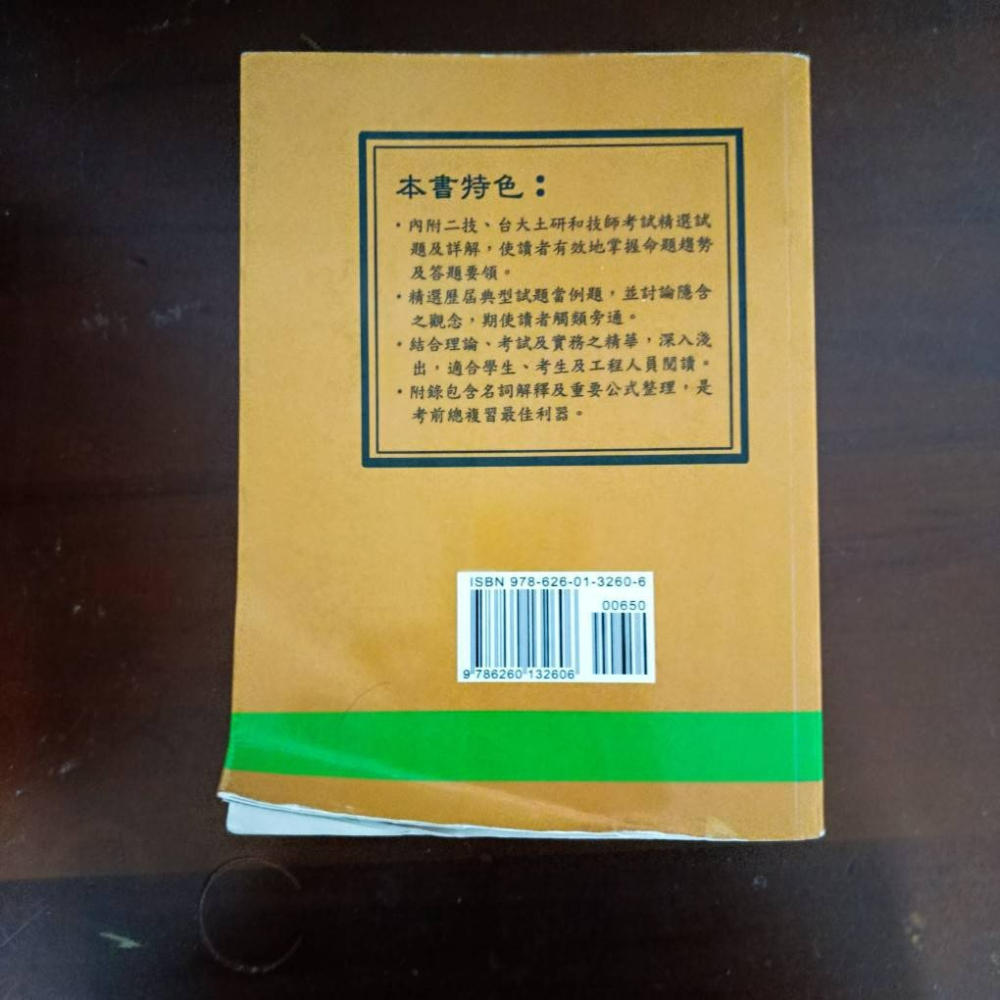 本書特色：
・內附二技、台大土研和技師考試精選試
題及詳解，使讀者有效地掌握命題趨勢
及答題要領。
・精選歷屆典型試題當例題，並討論隱含
之觀念，期使讀者觸類旁通。
・結合理論、考試及實務之精華，深入淺
出，適合學生、考生及工程人員閱讀。
・附錄包含名詞解釋及重要公式整理，是
考前總複習最佳利器。
ISBN 978-626-01-3260-6
00650
9 786260 132606